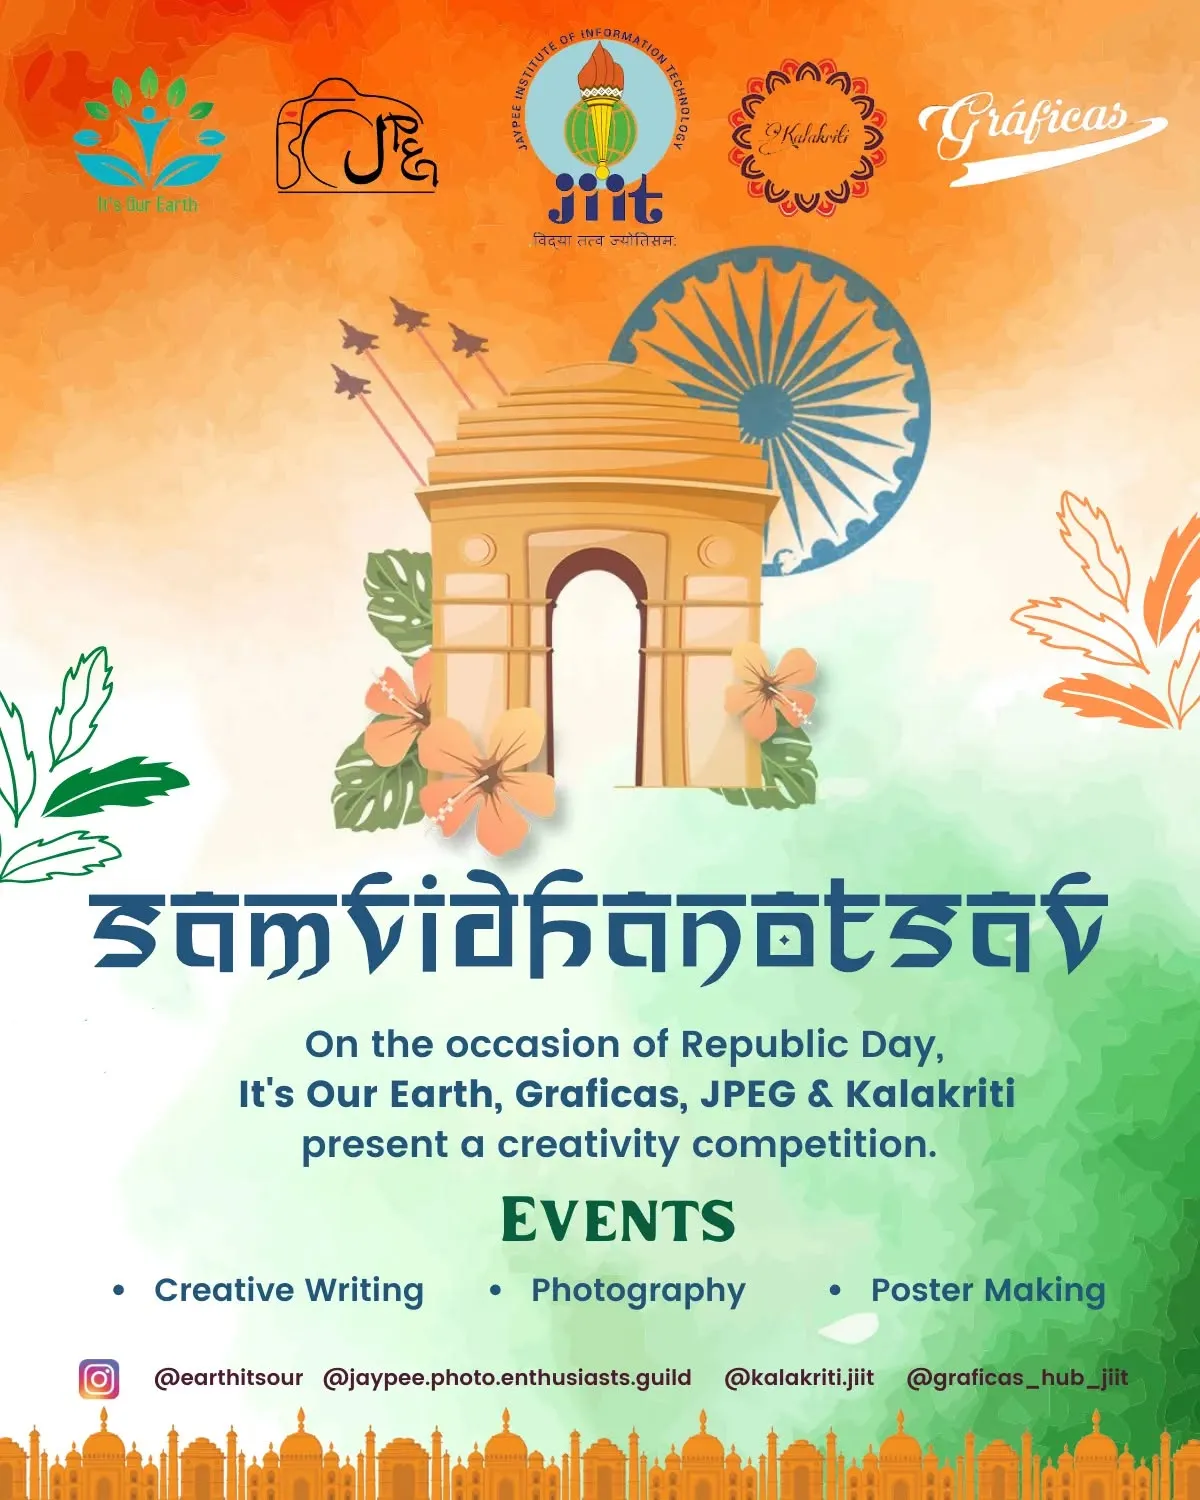 It's Our Earth
JPEG
JAYPEE INSTITUTE OF INFORMATION TECHNOLOGY
jiit
विद्या तत्व ज्योतिसम:
Kalakriti
Gráficas
samvidhanotsav
On the occasion of Republic Day,
It's Our Earth, Graficas, JPEG & Kalakriti
present a creativity competition.
EVENTS
• Creative Writing • Photography • Poster Making
@earthitsour @jaypee.photo.enthusiasts.guild @kalakriti.jiit @graficas_hub_jiit